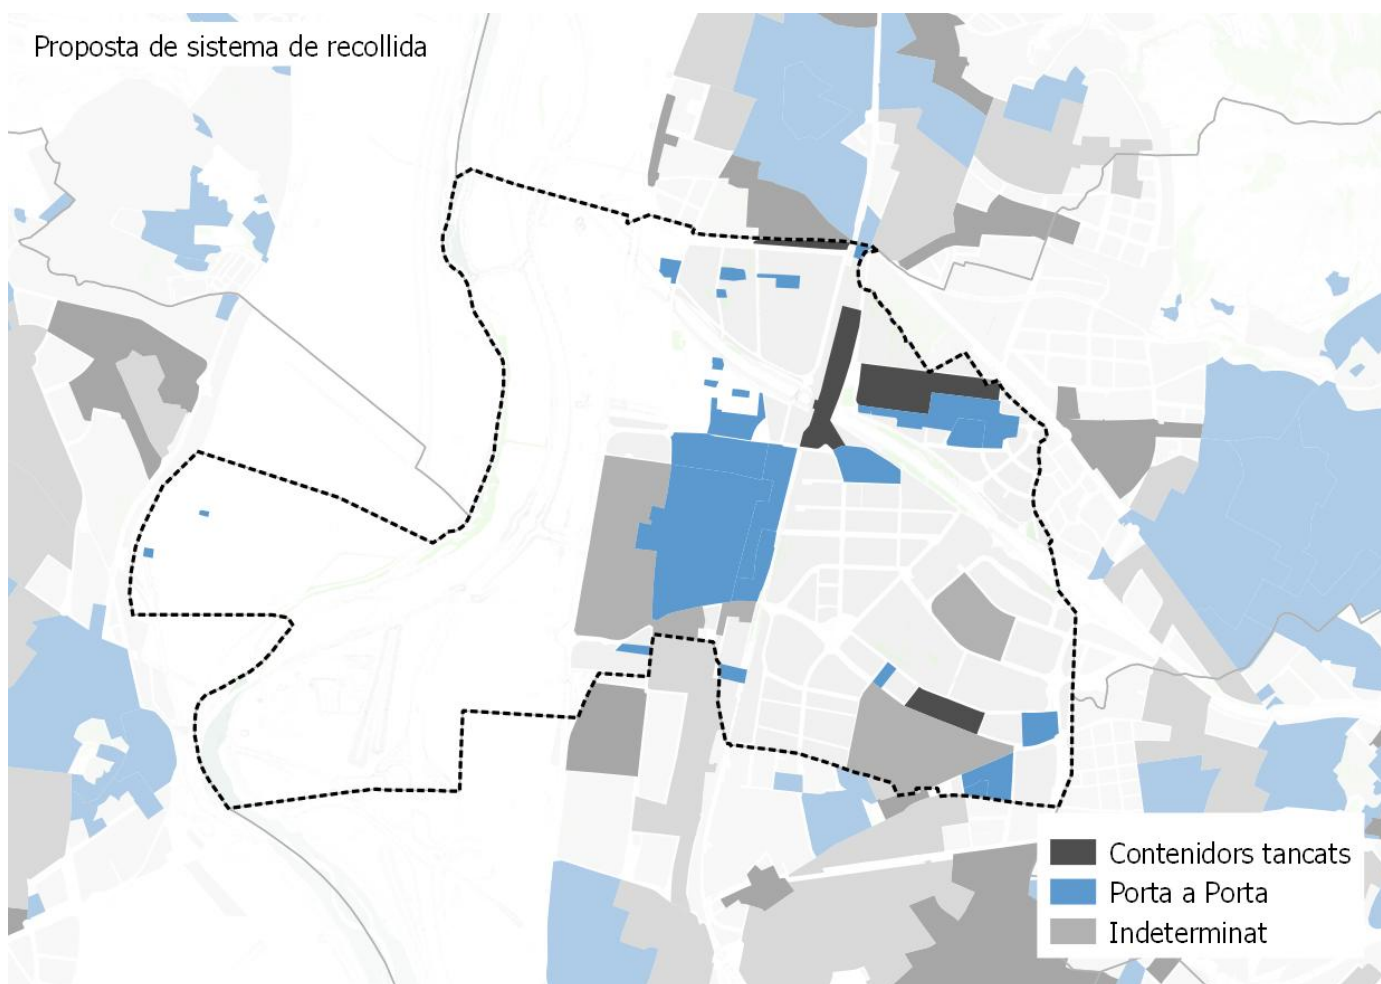 Proposta de sistema de recollida
Contenidors tancats
Porta a Porta
Indeterminat